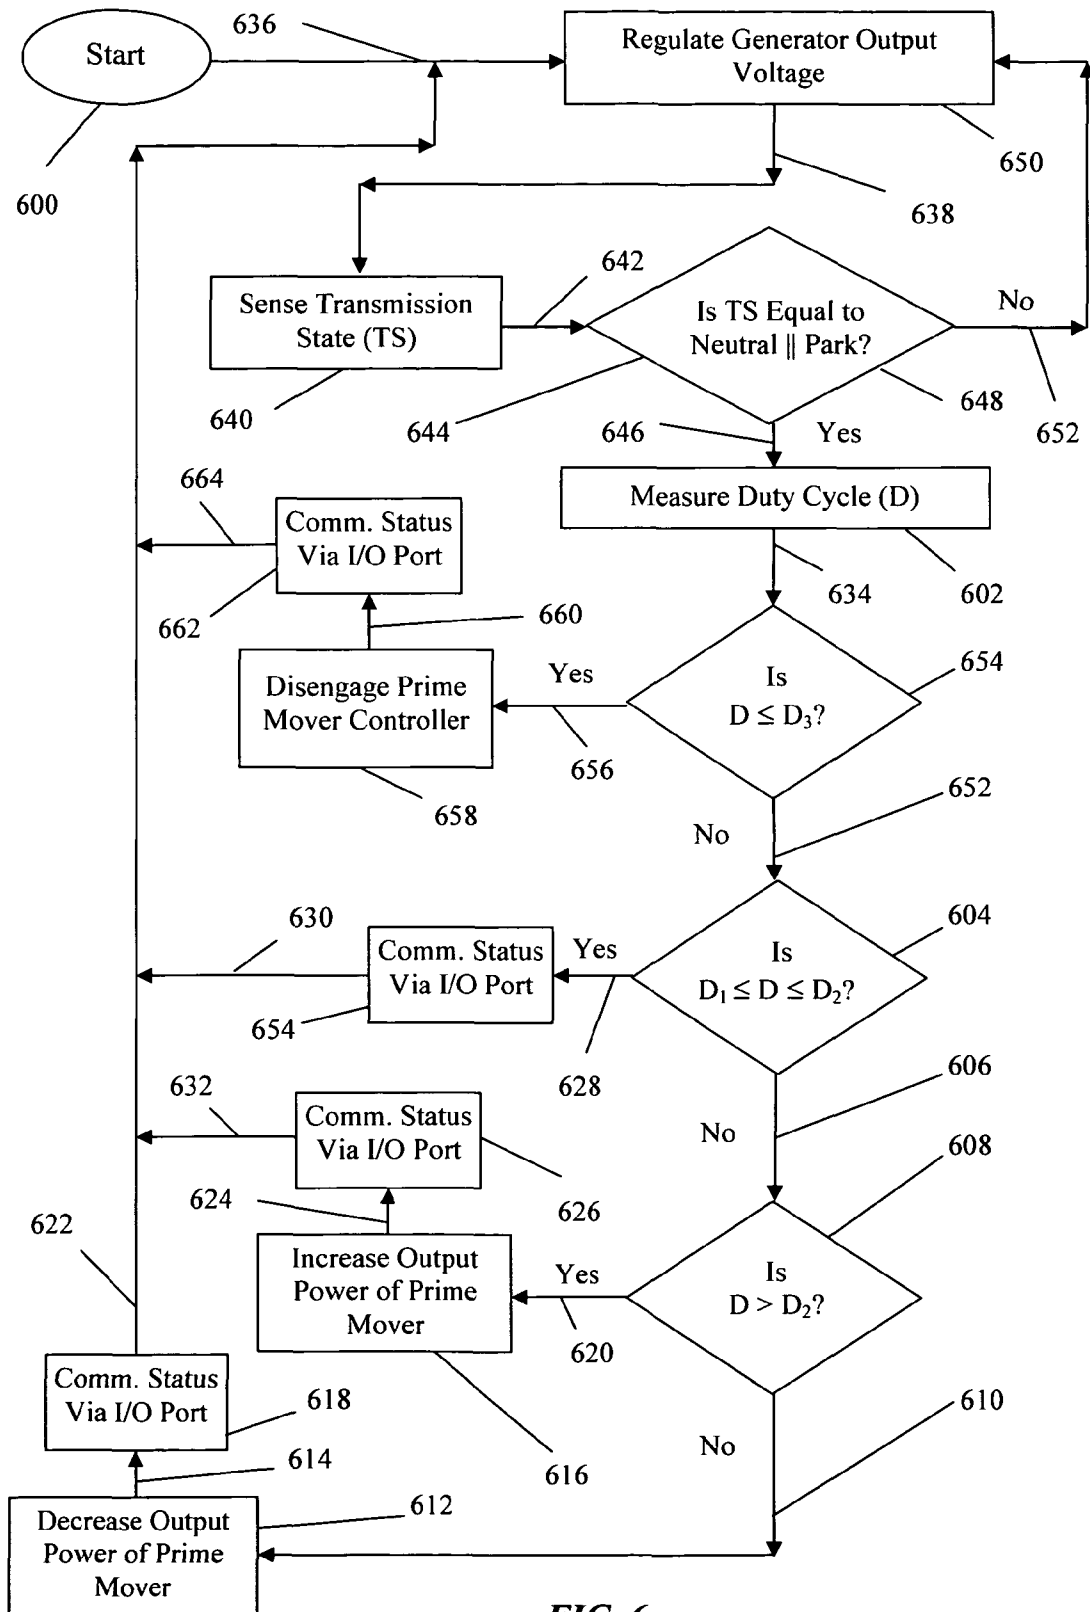 636
Start
Regulate Generator Output
Voltage
600
650
638
642
Sense Transmission
State (TS)
Is TS Equal to
Neutral || Park?
No
640
644
648
652
646
Yes
664
Comm. Status
Via I/O Port
Measure Duty Cycle (D)
634
602
662
660
Disengage Prime
Mover Controller
Yes
Is
D ≤ D₃?
654
656
658
652
No
630
Comm. Status
Via I/O Port
Yes
Is
D₁ ≤ D ≤ D₂?
604
654
628
606
632
Comm. Status
Via I/O Port
No
608
624
626
622
Increase Output
Power of Prime
Mover
Yes
Is
D > D₂?
620
Comm. Status
Via I/O Port
618
610
No
614
616
612
Decrease Output
Power of Prime
Mover
FIG. 6